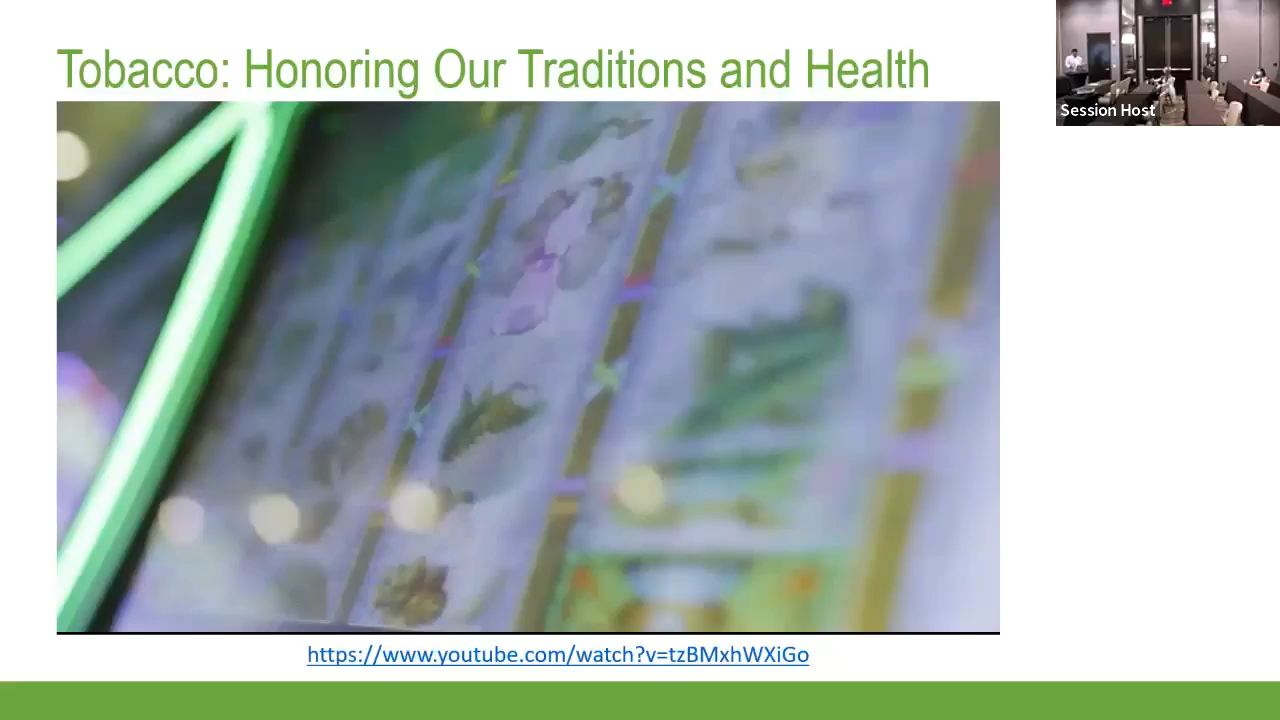 Tobacco: Honoring Our Traditions and Health
Session Host
https://www.youtube.com/watch?v=tzBMxhWXiGo